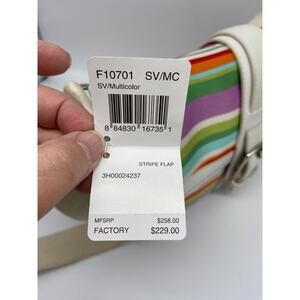 F10701 SV/MC
SV/Multicolor
8 84830 16735 1
STRIPE FLAP
3H00024237
MFSRP $258.00
FACTORY $229.00